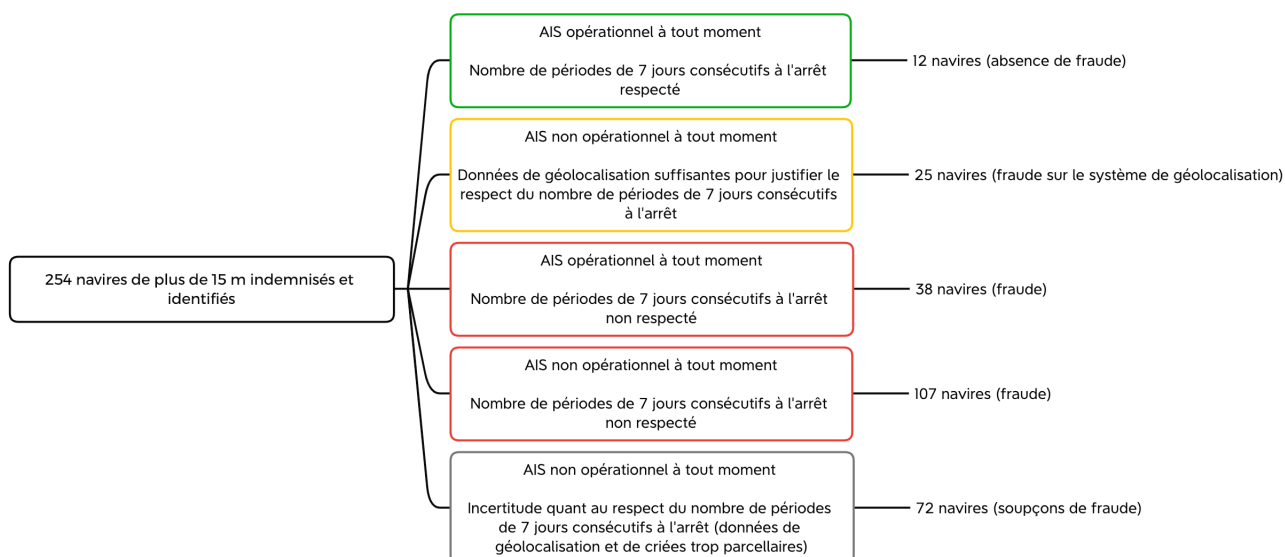 AIS opérationnel à tout moment
Nombre de périodes de 7 jours consécutifs à l'arrêt
respecté
12 navires (absence de fraude)
AIS non opérationnel à tout moment
Données de géolocalisation suffisantes pour justifier le
respect du nombre de périodes de 7 jours consécutifs
à l'arrêt
25 navires (fraude sur le système de géolocalisation)
254 navires de plus de 15 m indemnisés et
identifiés
AIS opérationnel à tout moment
Nombre de périodes de 7 jours consécutifs à l'arrêt
non respecté
38 navires (fraude)
AIS non opérationnel à tout moment
Nombre de périodes de 7 jours consécutifs à l'arrêt
non respecté
107 navires (fraude)
AIS non opérationnel à tout moment
Incertitude quant au respect du nombre de périodes
de 7 jours consécutifs à l'arrêt (données de
géolocalisation et de criées trop parcellaires)
72 navires (soupçons de fraude)